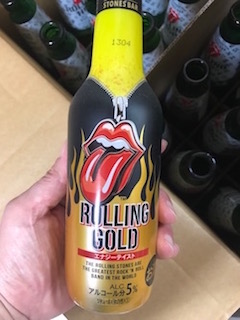 STONES BAR
1304
ROLLING
GOLD
エナジーテイスト
THE ROLLING STONES ARE
THE GREATEST ROCK 'N' ROLL
BAND IN THE WORLD
ALC.
アルコール分5%